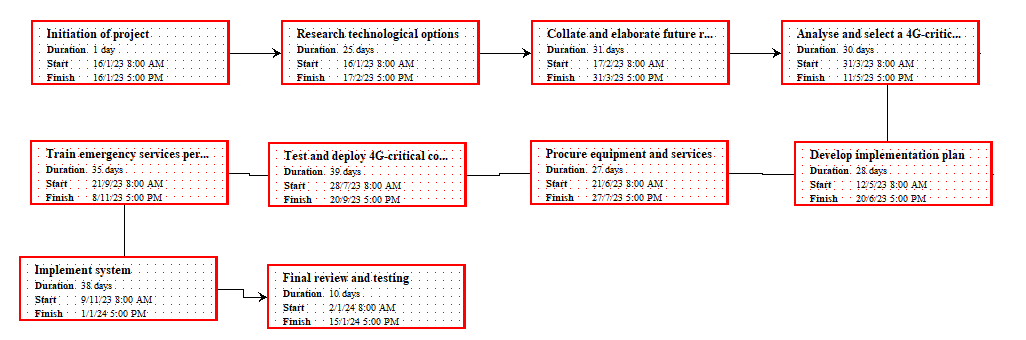 Initiation of project
Duration 1 day
Start 16/1/23 8:00 AM
Finish 16/1/23 5:00 PM
Research technological options
Duration 25 days
Start 16/1/23 8:00 AM
Finish 17/2/23 5:00 PM
Collate and elaborate future r...
Duration 31 days
Start 17/2/23 8:00 AM
Finish 31/3/23 5:00 PM
Analyse and select a 4G-critic...
Duration 30 days
Start 31/3/23 8:00 AM
Finish 11/5/23 5:00 PM
Train emergency services per...
Duration 35 days
Start 21/9/23 8:00 AM
Finish 8/11/23 5:00 PM
Test and deploy 4G-critical co...
Duration 39 days
Start 28/7/23 8:00 AM
Finish 20/9/23 5:00 PM
Procure equipment and services
Duration 27 days
Start 21/6/23 8:00 AM
Finish 27/7/23 5:00 PM
Develop implementation plan
Duration 28 days
Start 12/5/23 8:00 AM
Finish 20/6/23 5:00 PM
Implement system
Duration 38 days
Start 9/11/23 8:00 AM
Finish 1/1/24 5:00 PM
Final review and testing
Duration 10 days
Start 2/1/24 8:00 AM
Finish 15/1/24 5:00 PM